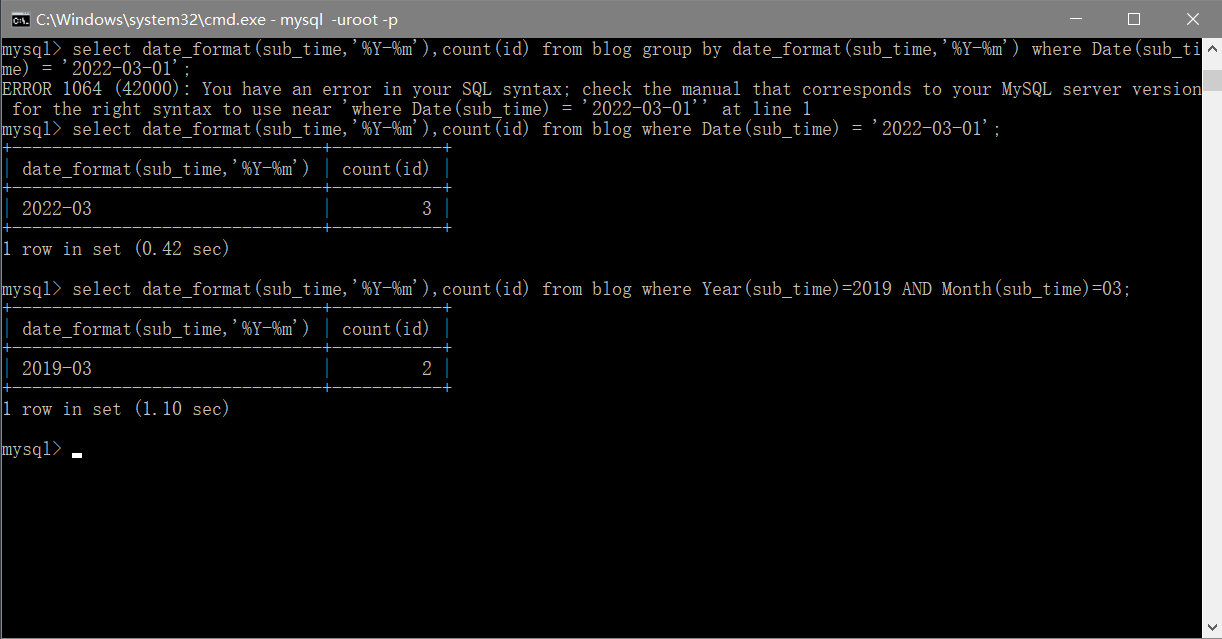 C:\Windows\system32\cmd.exe - mysql  -uroot -p
mysql> select date_format(sub_time,'%Y-%m'),count(id) from blog group by date_format(sub_time,'%Y-%m') where Date(sub_ti
me) = '2022-03-01';
ERROR 1064 (42000): You have an error in your SQL syntax; check the manual that corresponds to your MySQL server version
 for the right syntax to use near 'where Date(sub_time) = '2022-03-01'' at line 1
mysql> select date_format(sub_time,'%Y-%m'),count(id) from blog where Date(sub_time) = '2022-03-01';
+-------------------------------+-----------+
| date_format(sub_time,'%Y-%m') | count(id) |
+-------------------------------+-----------+
| 2022-03                       |         3 |
+-------------------------------+-----------+
1 row in set (0.42 sec)
mysql> select date_format(sub_time,'%Y-%m'),count(id) from blog where Year(sub_time)=2019 AND Month(sub_time)=03;
+-------------------------------+-----------+
| date_format(sub_time,'%Y-%m') | count(id) |
+-------------------------------+-----------+
| 2019-03                       |         2 |
+-------------------------------+-----------+
1 row in set (1.10 sec)
mysql>